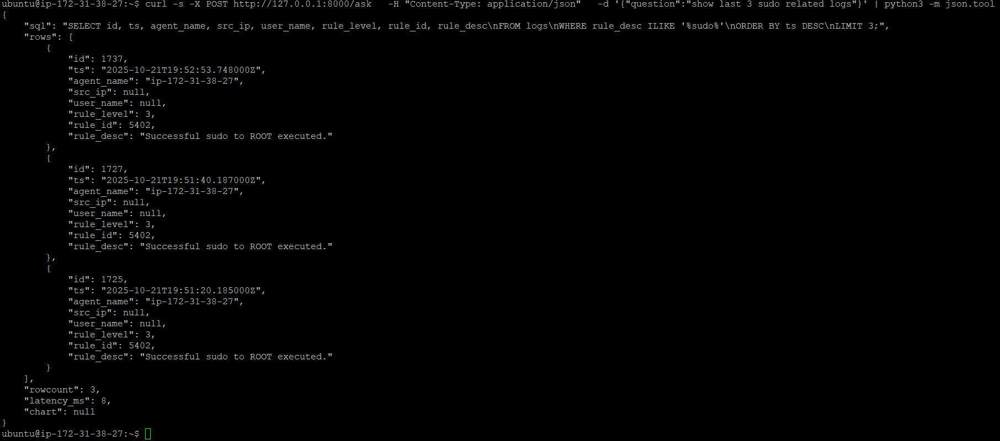 ubuntu@ip-172-31-38-27:~$ curl -s -X POST http://127.0.0.1:8000/ask   -H "Content-Type: application/json"   -d '{"question":"show last 3 sudo related logs"}' | python3 -m json.tool
{
    "sql": "SELECT id, ts, agent_name, src_ip, user_name, rule_level, rule_id, rule_desc\nFROM logs\nWHERE rule_desc ILIKE '%sudo%'\nORDER BY ts DESC\nLIMIT 3;",
    "rows": [
        {
            "id": 1737,
            "ts": "2025-10-21T19:52:53.748000Z",
            "agent_name": "ip-172-31-38-27",
            "src_ip": null,
            "user_name": null,
            "rule_level": 3,
            "rule_id": 5402,
            "rule_desc": "Successful sudo to ROOT executed."
        },
        {
            "id": 1727,
            "ts": "2025-10-21T19:51:40.187000Z",
            "agent_name": "ip-172-31-38-27",
            "src_ip": null,
            "user_name": null,
            "rule_level": 3,
            "rule_id": 5402,
            "rule_desc": "Successful sudo to ROOT executed."
        },
        {
            "id": 1725,
            "ts": "2025-10-21T19:51:20.185000Z",
            "agent_name": "ip-172-31-38-27",
            "src_ip": null,
            "user_name": null,
            "rule_level": 3,
            "rule_id": 5402,
            "rule_desc": "Successful sudo to ROOT executed."
        }
    ],
    "rowcount": 3,
    "latency_ms": 8,
    "chart": null
}
ubuntu@ip-172-31-38-27:~$